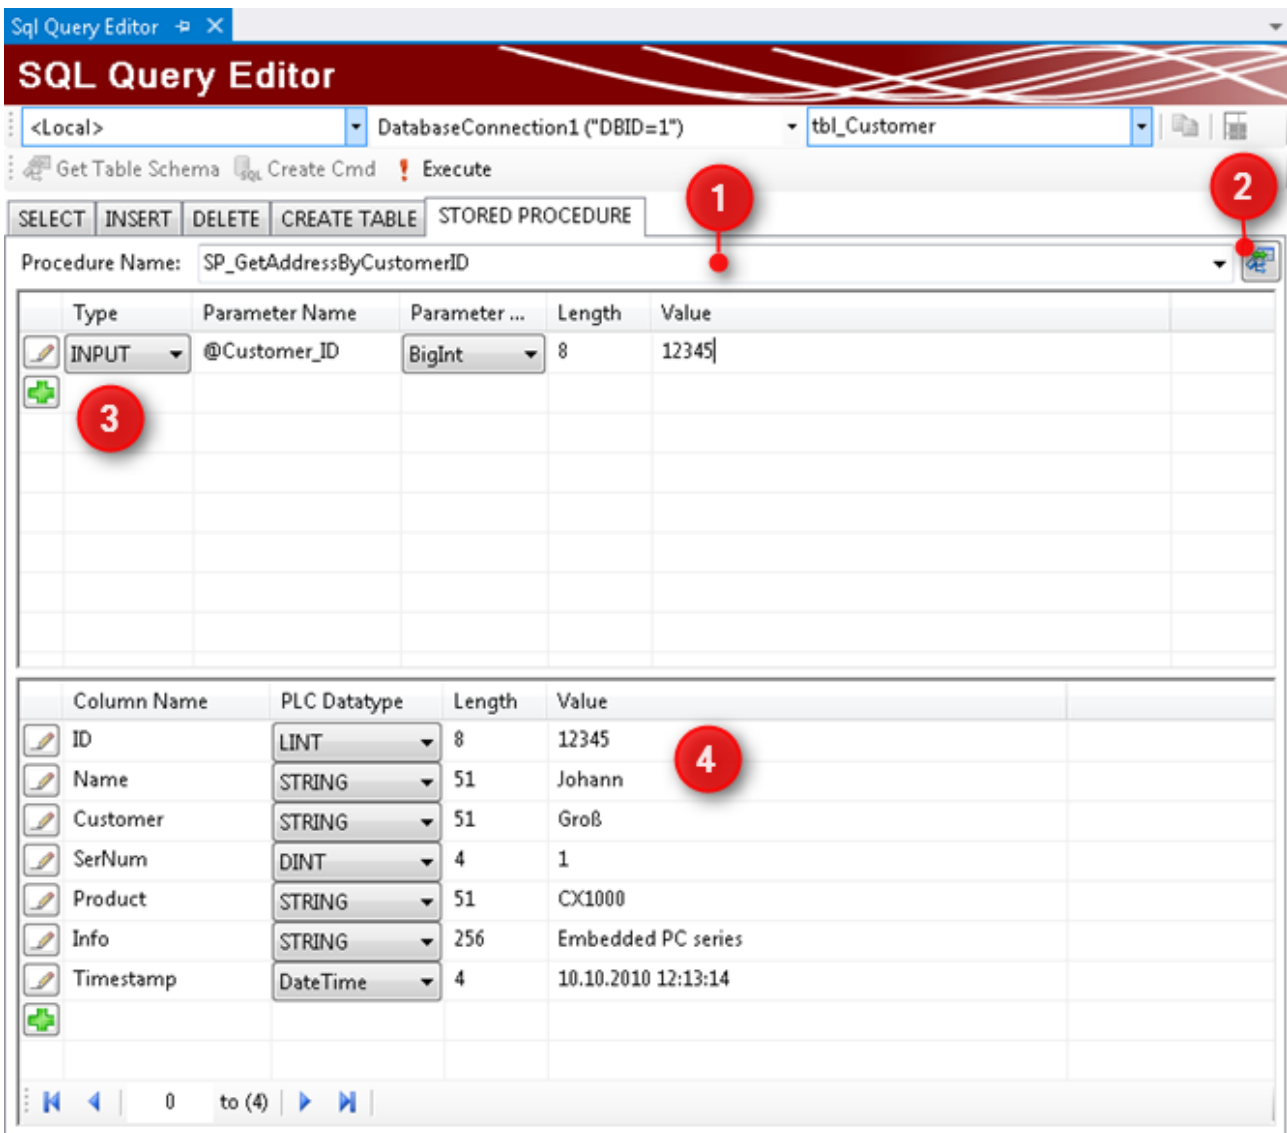 Sql Query Editor
SQL Query Editor
<Local> DatabaseConnection1 ("DBID=1") tbl_Customer
Get Table Schema SQL Create Cmd Execute
1 2
SELECT INSERT DELETE CREATE TABLE STORED PROCEDURE
Procedure Name: SP_GetAddressByCustomerID
Type Parameter Name Parameter ... Length Value
INPUT @Customer_ID BigInt 8 12345
3
Column Name PLC Datatype Length Value
ID LINT 8 12345
4
Name STRING 51 Johann
Customer STRING 51 Groß
SerNum DINT 4 1
Product STRING 51 CX1000
Info STRING 256 Embedded PC series
Timestamp DateTime 4 10.10.2010 12:13:14
0 to (4)